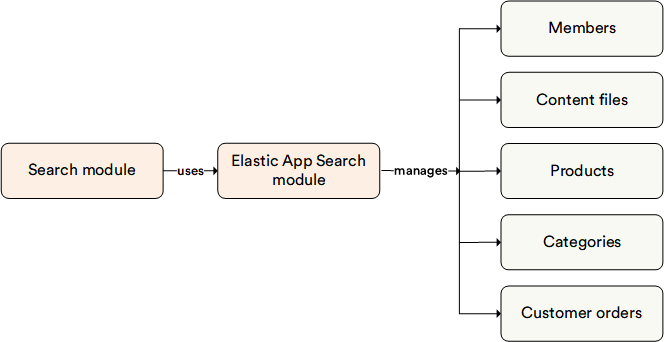 Search module
uses
Elastic App Search
module
manages
Members
Content files
Products
Categories
Customer orders